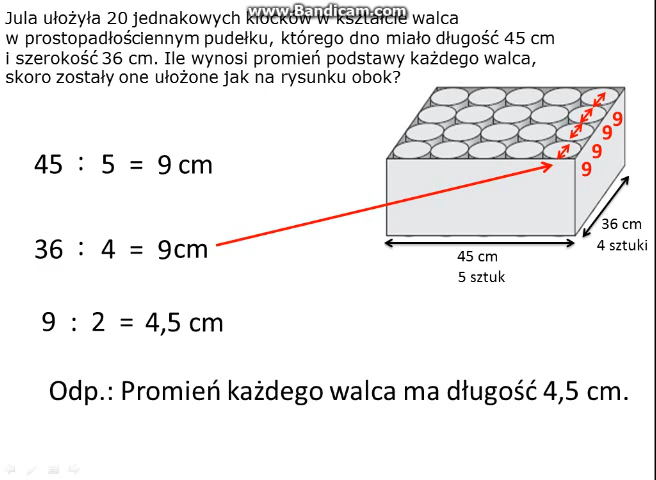 www.Bandicam.com
Jula ułożyła 20 jednakowych klocków w kształcie walca
w prostopadłościennym pudełku, którego dno miało długość 45 cm
i szerokość 36 cm. Ile wynosi promień podstawy każdego walca,
skoro zostały one ułożone jak na rysunku obok?
9
9
9
9
45 : 5 = 9 cm
36 : 4 = 9cm
36 cm
4 sztuki
45 cm
5 sztuk
9 : 2 = 4,5 cm
Odp.: Promień każdego walca ma długość 4,5 cm.